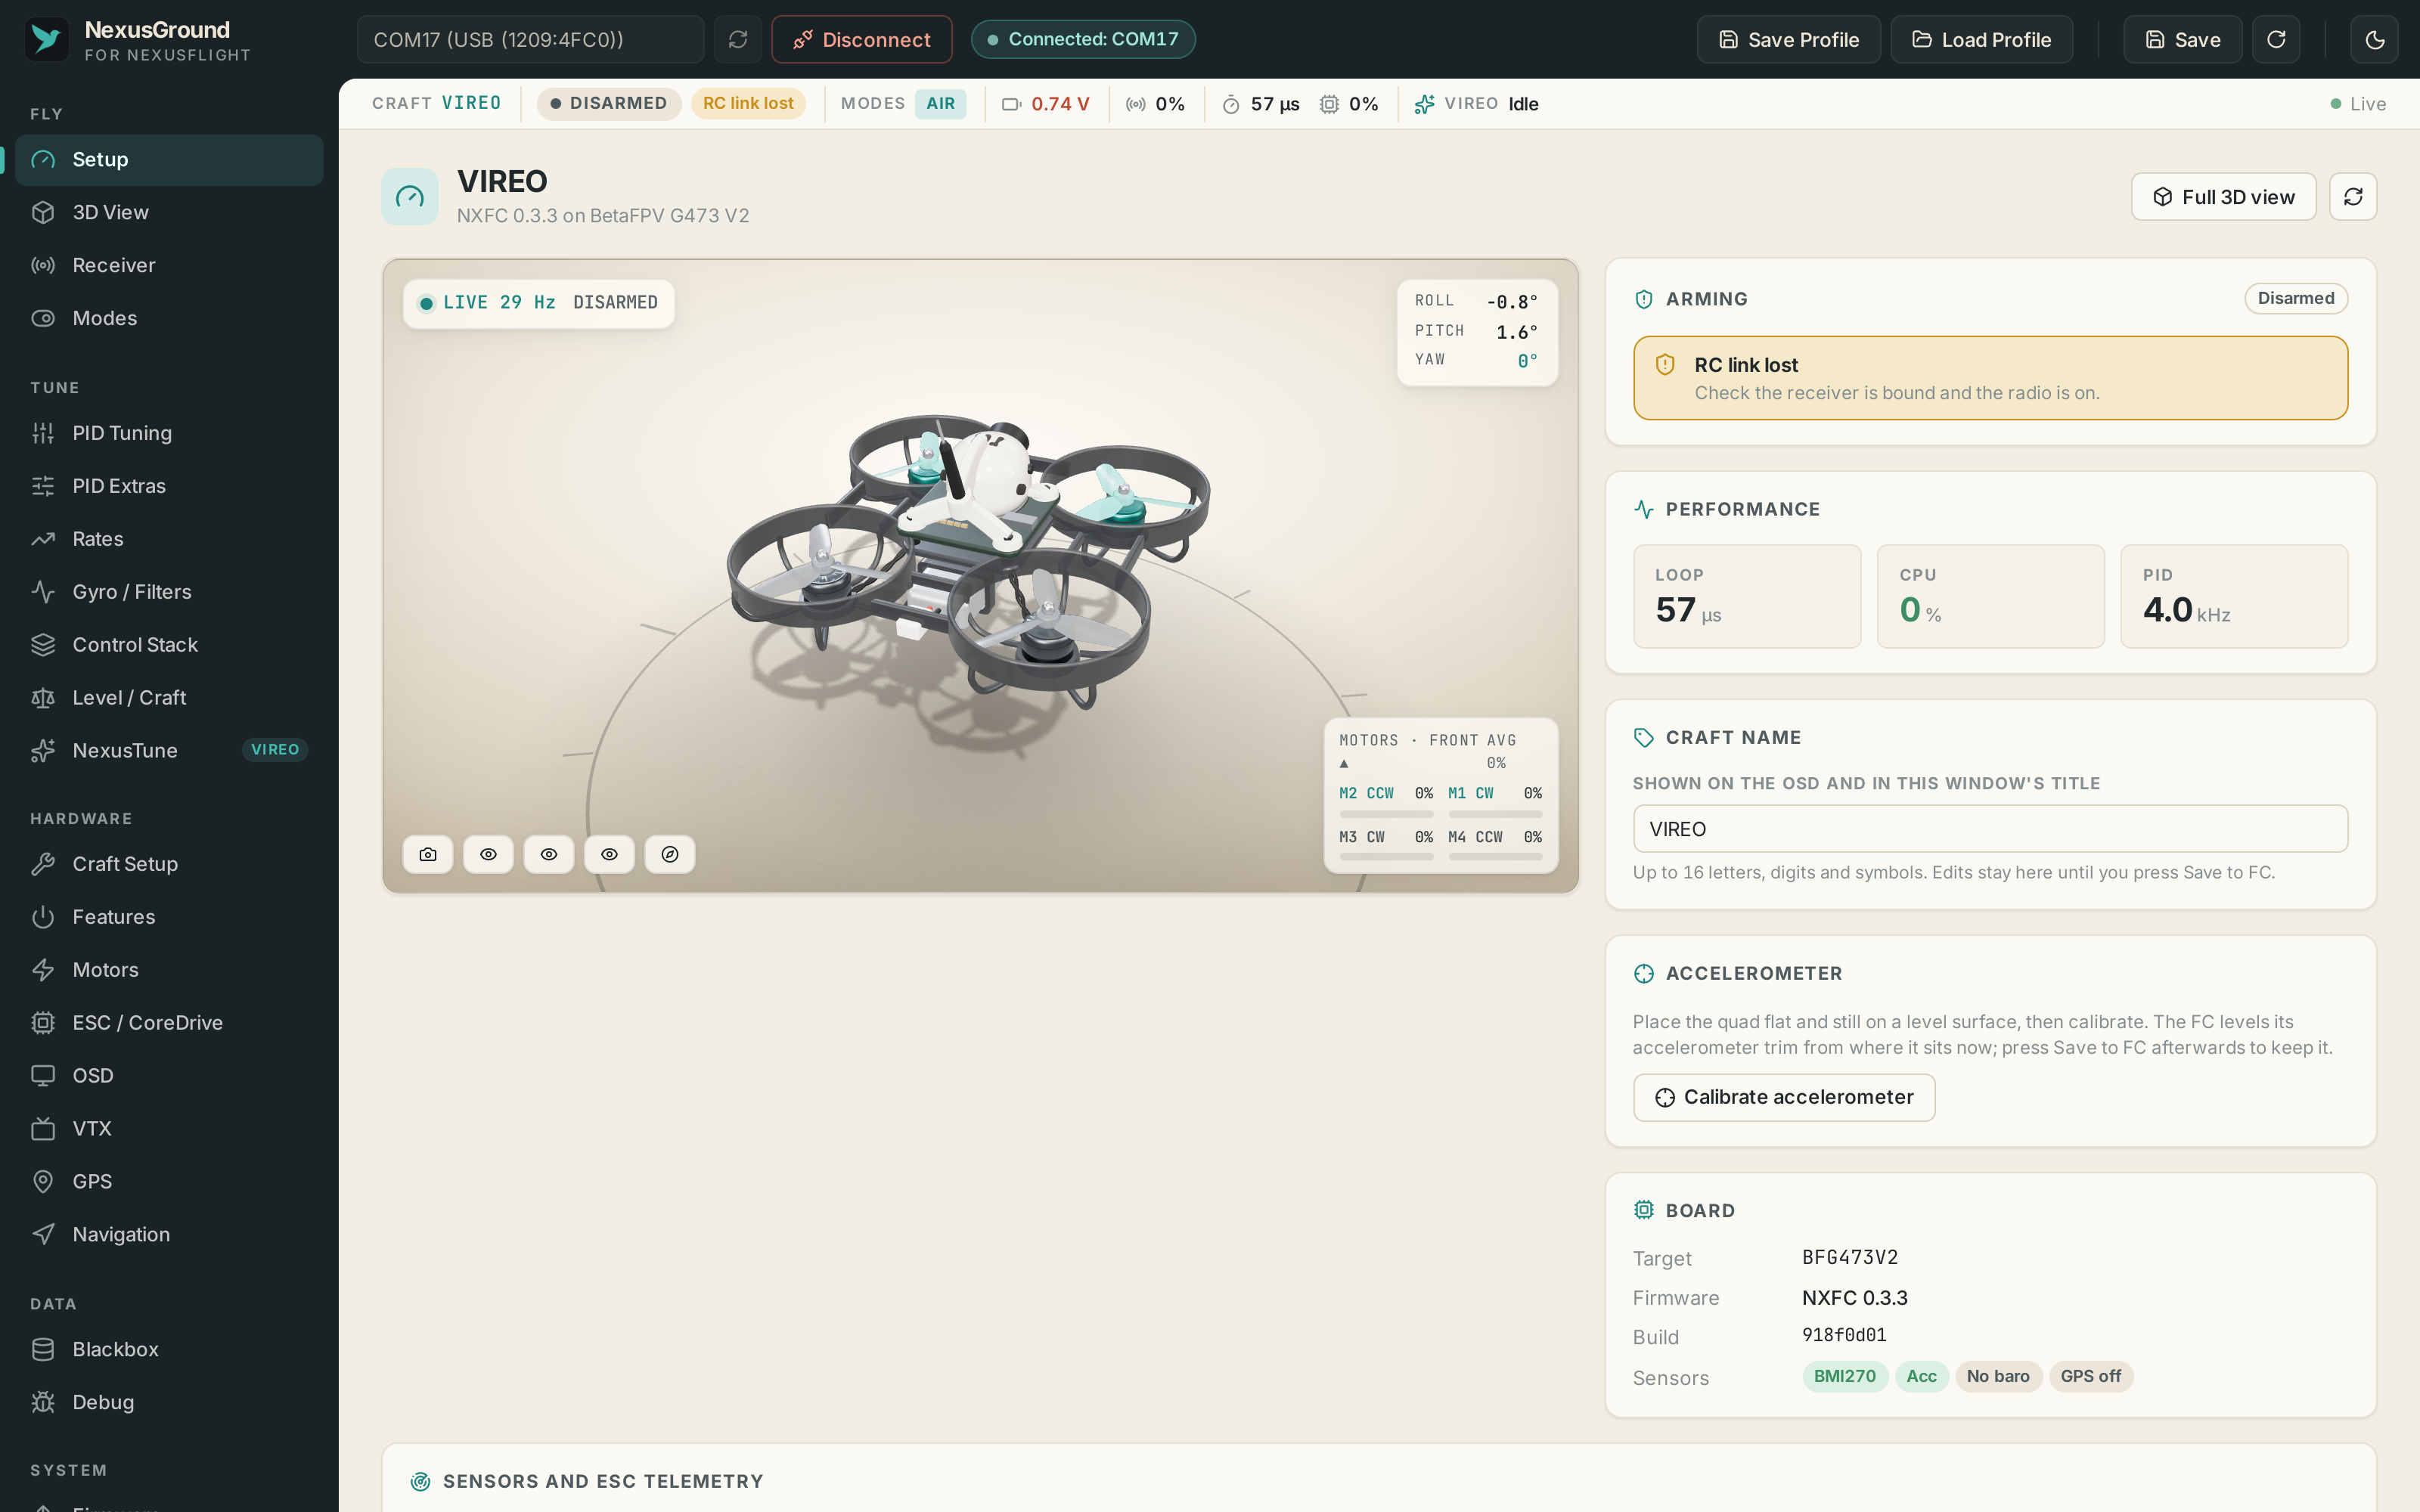 NexusGround
FOR NEXUSFLIGHT
COM17 (USB (1209:4FC0))
Disconnect
Connected: COM17
Save Profile
Load Profile
Save
FLY
Setup
3D View
Receiver
Modes
TUNE
PID Tuning
PID Extras
Rates
Gyro / Filters
Control Stack
Level / Craft
NexusTune VIREO
HARDWARE
Craft Setup
Features
Motors
ESC / CoreDrive
OSD
VTX
GPS
Navigation
DATA
Blackbox
Debug
SYSTEM
CRAFT VIREO
DISARMED
RC link lost
MODES AIR
0.74 V
0%
57 µs
0%
VIREO Idle
Live
VIREO
NXFC 0.3.3 on BetaFPV G473 V2
Full 3D view
LIVE 29 Hz DISARMED
ROLL -0.8°
PITCH 1.6°
YAW 0°
MOTORS · FRONT ▲ AVG 0%
M2 CCW 0% M1 CW 0%
M3 CW 0% M4 CCW 0%
ARMING
Disarmed
RC link lost
Check the receiver is bound and the radio is on.
PERFORMANCE
LOOP
57 µs
CPU
0 %
PID
4.0 kHz
CRAFT NAME
SHOWN ON THE OSD AND IN THIS WINDOW'S TITLE
VIREO
Up to 16 letters, digits and symbols. Edits stay here until you press Save to FC.
ACCELEROMETER
Place the quad flat and still on a level surface, then calibrate. The FC levels its
accelerometer trim from where it sits now; press Save to FC afterwards to keep it.
Calibrate accelerometer
BOARD
Target BFG473V2
Firmware NXFC 0.3.3
Build 918f0d01
Sensors BMI270 Acc No baro GPS off
SENSORS AND ESC TELEMETRY